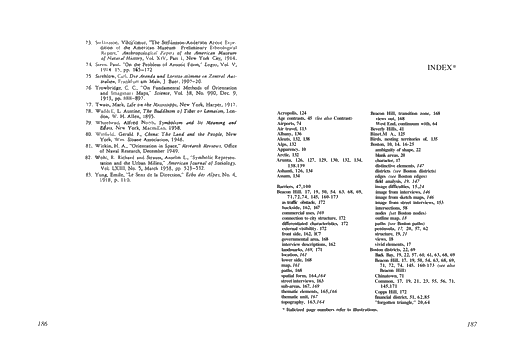 73. Stefánsson, Vilhjálmur, "The Stefánsson-Anderson Arctic Expe-
dition of the American Museum: Preliminary Ethnological
Report," Anthropological Papers of the American Museum
of Natural History, Vol. XIV, Part 1, New York City, 1914.
74. Stern, Paul, "On the Problem of Artistic Form," Logos, Vol. V,
1914-15, pp. 165-172.
75. Strehlow, Carl, Die Aranda und Loritza-stämme in Zentral Aus-
tralien, Frankfurt am Main, J. Baer, 1907-20.
76. Trowbridge, C. C., "On Fundamental Methods of Orientation
and Imaginary Maps," Science, Vol. 38, No. 990, Dec. 9,
1913, pp. 888-897.
77. Twain, Mark, Life on the Mississippi, New York, Harper, 1917.
78. Waddell, L. Austine, The Buddhism of Tibet or Lamaism, Lon-
don, W. H. Allen, 1895.
79. Whitehead, Alfred North, Symbolism and Its Meaning and
Effect, New York, Macmillan, 1958.
80. Winfield, Gerald F., China: The Land and the People, New
York, Wm. Sloane Association, 1948.
81. Witkin, H. A., "Orientation in Space," Research Reviews, Office
of Naval Research, December 1949.
82. Wohl, R. Richard and Strauss, Anselm L., "Symbolic Represen-
tation and the Urban Milieu," American Journal of Sociology,
Vol. LXIII, No. 5, March 1958, pp. 523-532.
83. Yung, Emile, "Le Sens de la Direction," Echo des Alpes, No. 4,
1918, p. 110.
186
INDEX*
Acropolis, 124
Age contrasts, 45 (See also Contrast)
Airports, 74
Air travel, 113
Albany, 136
Aleuts, 132, 138
Alps, 132
Apparency, 10
Arctic, 132
Arunta, 126, 127, 129, 130, 132, 134,
138-139
Ashanti, 126, 134
Assam, 134
Barriers, 47,100
Beacon Hill, 17, 19, 50, 54, 63, 68, 69,
71,72,74, 145, 160-173
as traffic obstacle, 172
backside, 162, 167
commercial uses, 169
connection to city structure, 172
differentiated characteristics, 172
external visibility, 172
front side, 162,
governmental area, 168
interview descriptions, 162
landmarks, 169, 171
location, 161
lower side, 168
map, 161
paths, 168
spatial form, 164,164
street interviews, 163
sub-areas, 167, 169
thematic elements, 165,166
thematic unit, 167
topography, 163,164
Beacon Hill, transition zone, 168
views out, 168
West End, continuum with, 64
Beverly Hills, 41
Binet,M A., 125
Birds, nesting territories of, 135
Boston, 10, 14, 16-25
ambiguity of shape, 22
blank areas, 20
character, 17
distinctive elements, 147
districts (see Boston districts)
edges (see Boston edges)
field analysis, 19, 147
image difficulties, 15,24
image from interviews, 146
image from sketch maps, 146
image from street interviews, 153
intersections, 58
nodes (see Boston nodes)
outline map, 18
paths (see Boston paths)
peninsula, 17, 20, 57, 62
structure, 19, 21
views, 18
vivid elements, 17
Boston districts, 22, 69
Back Bay, 19, 22, 57, 60, 61, 63, 68, 69
Beacon Hill, 17, 19, 50, 54, 63, 68, 69,
71, 72, 74, 145, 160-173 (see also
Beacon Hill)
Chinatown, 71
Common, 17, 19, 21, 23, 55, 56, 71,
145,171
Copps Hill, 172
financial district, 51, 62,85
"forgotten triangle," 20,64
* Italicized page numbers refer to illustrations.
187